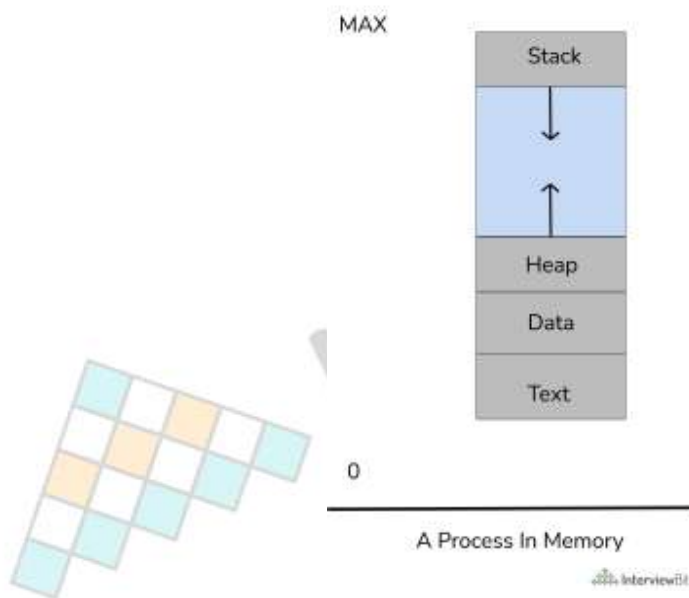 MAX
Stack
Heap
Data
Text
0
A Process In Memory
InterviewBit